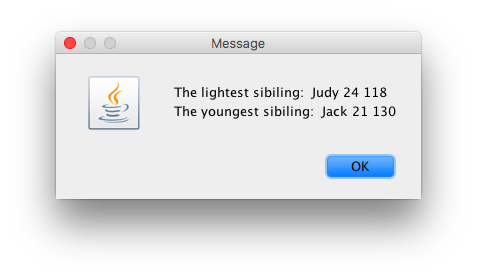 Message
The lightest sibiling:  Judy 24 118
The youngest sibiling:  Jack 21 130
OK